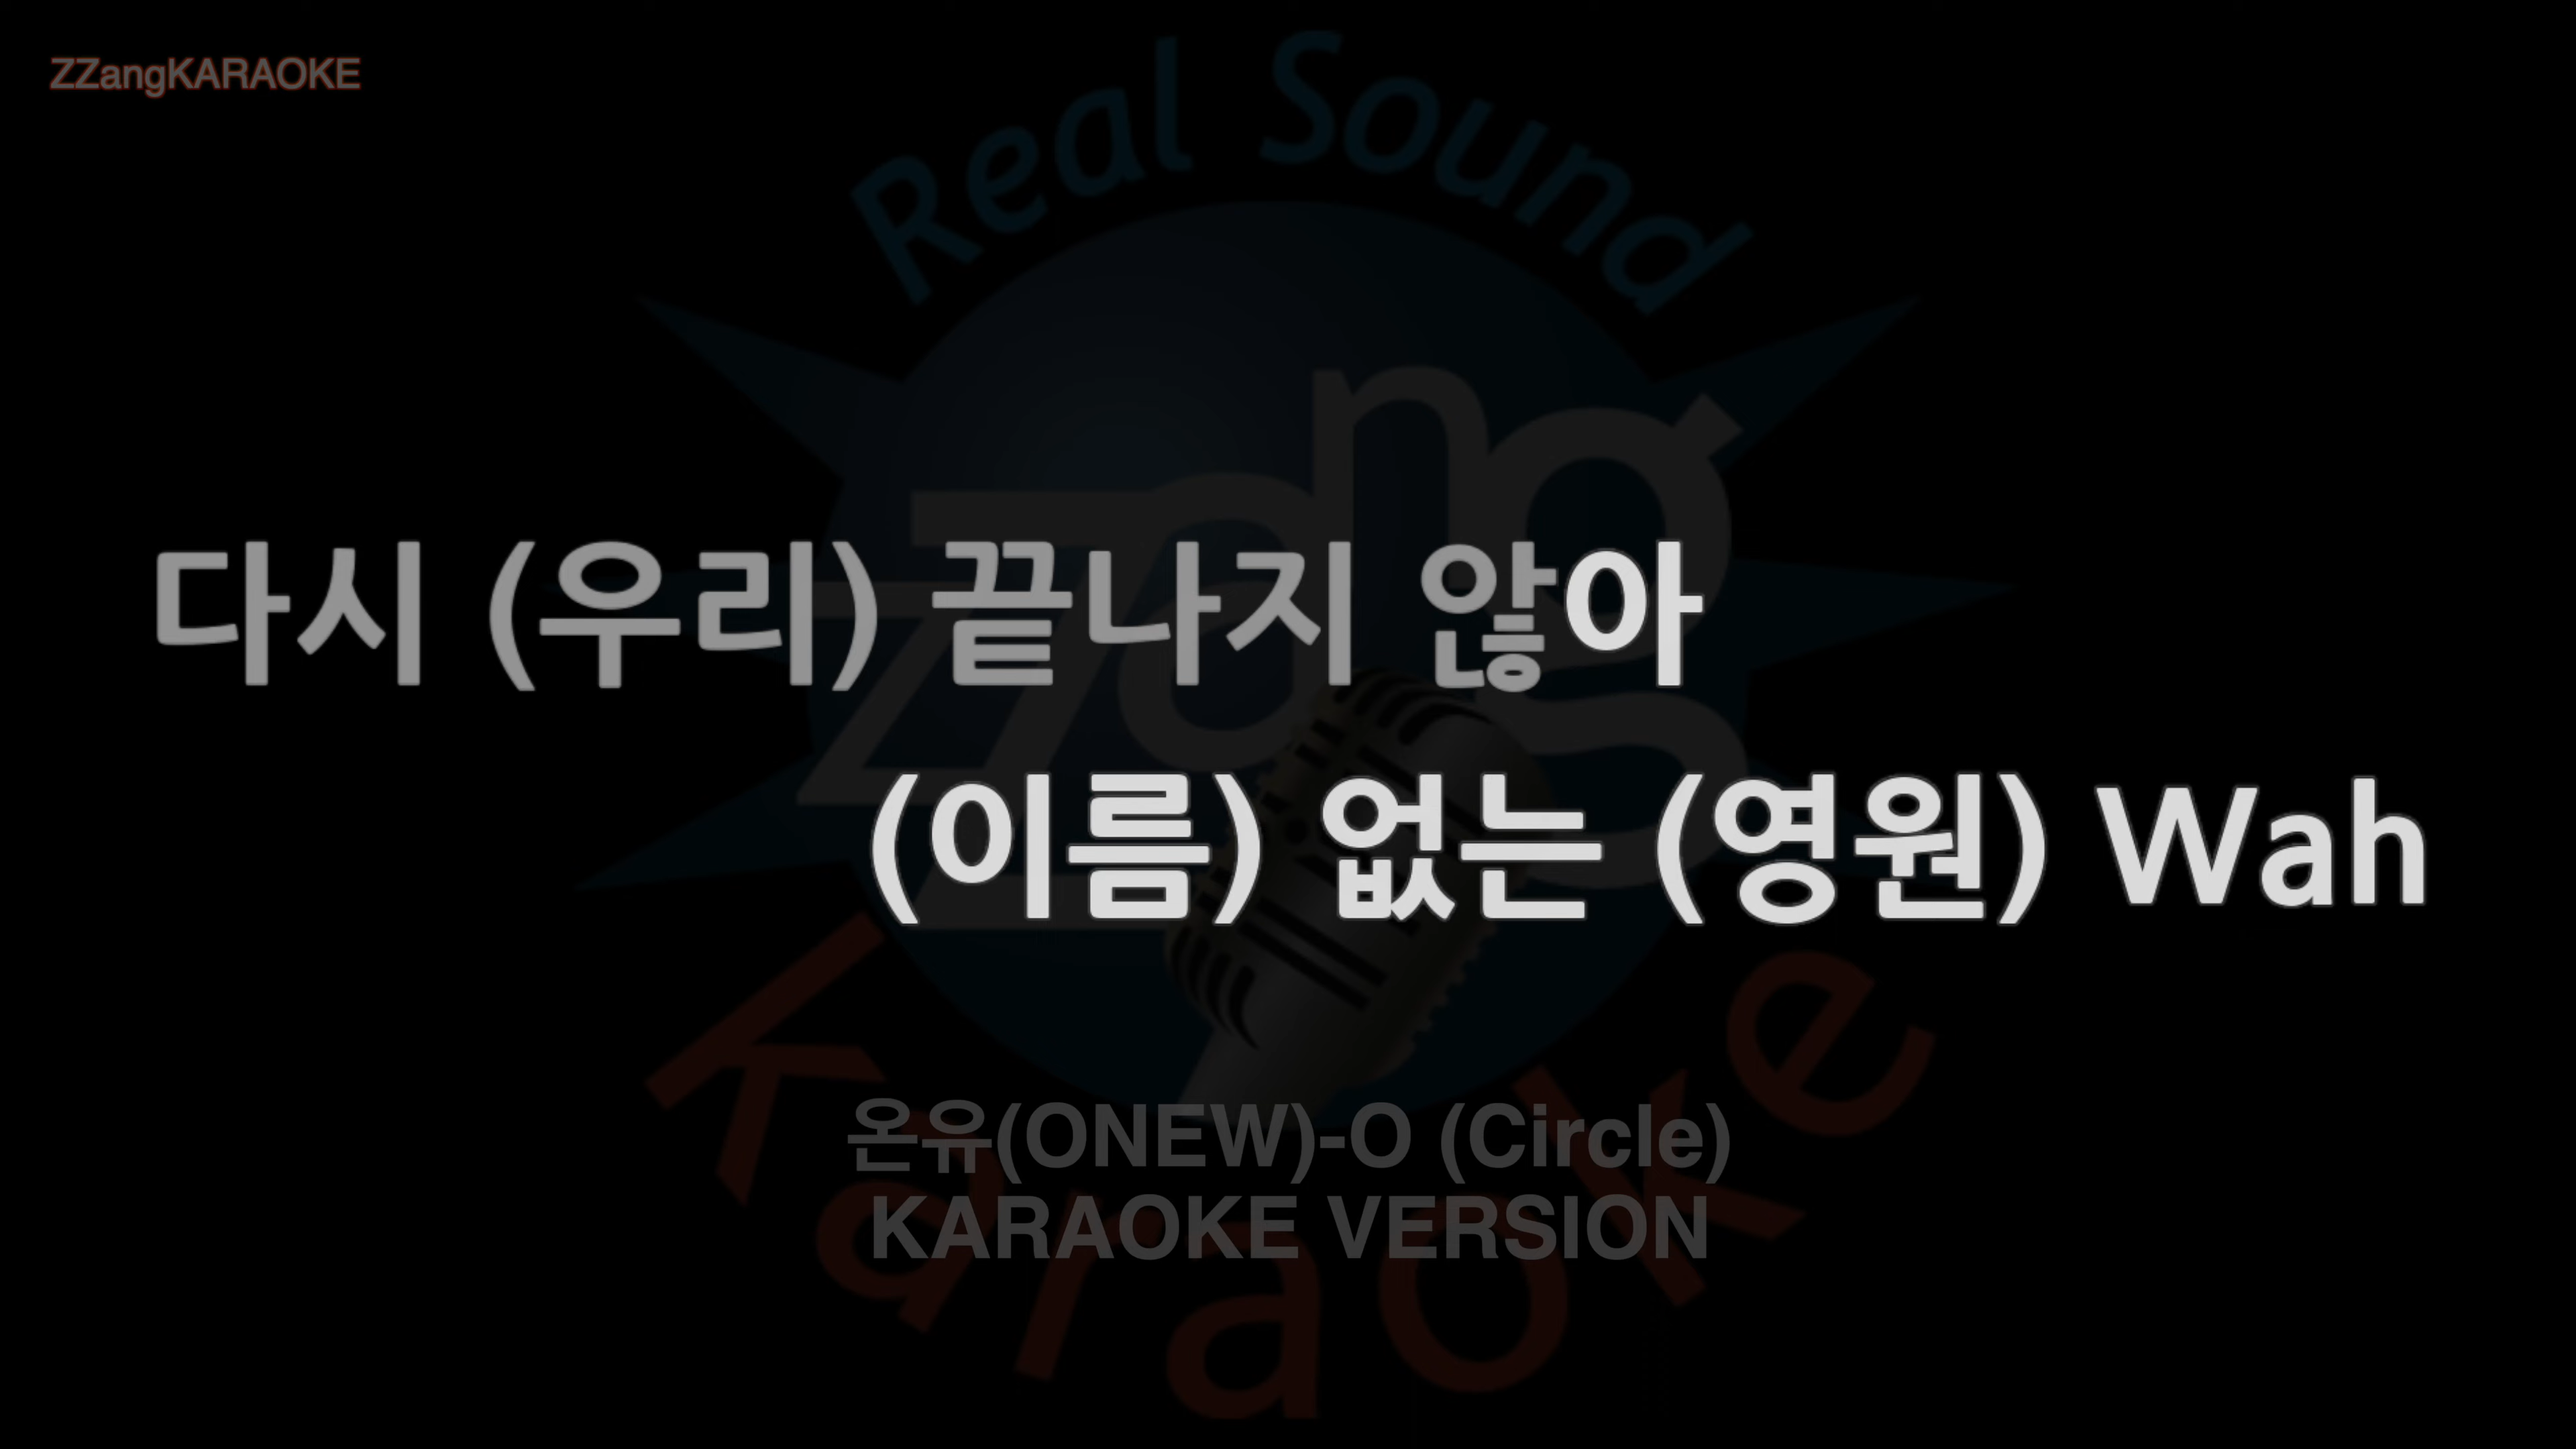 ZZangKARAOKE
Real Sound
Zzang
다시 (우리) 끝나지 않아
(이름) 없는 (영원) Wah
온유(ONEW)-O (Circle)
KARAOKE VERSION
Karaoke